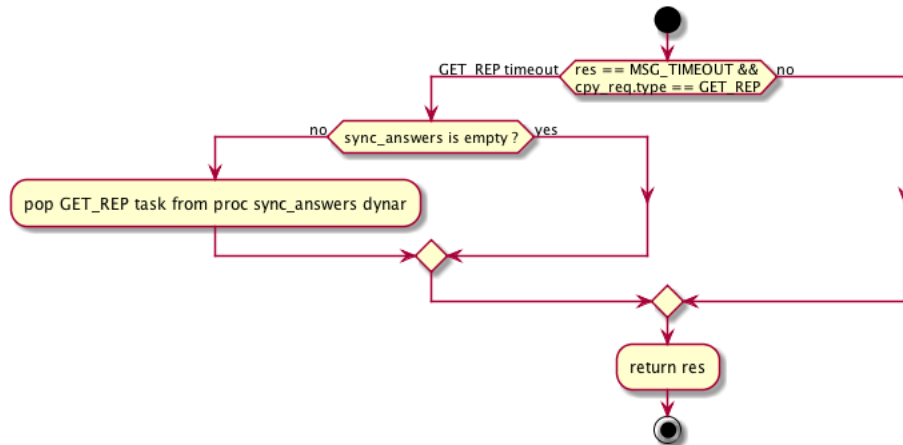 GET_REP timeout
res == MSG_TIMEOUT &&
cpy_req.type == GET_REP
no
no
sync_answers is empty ?
yes
pop GET_REP task from proc sync_answers dynar
return res